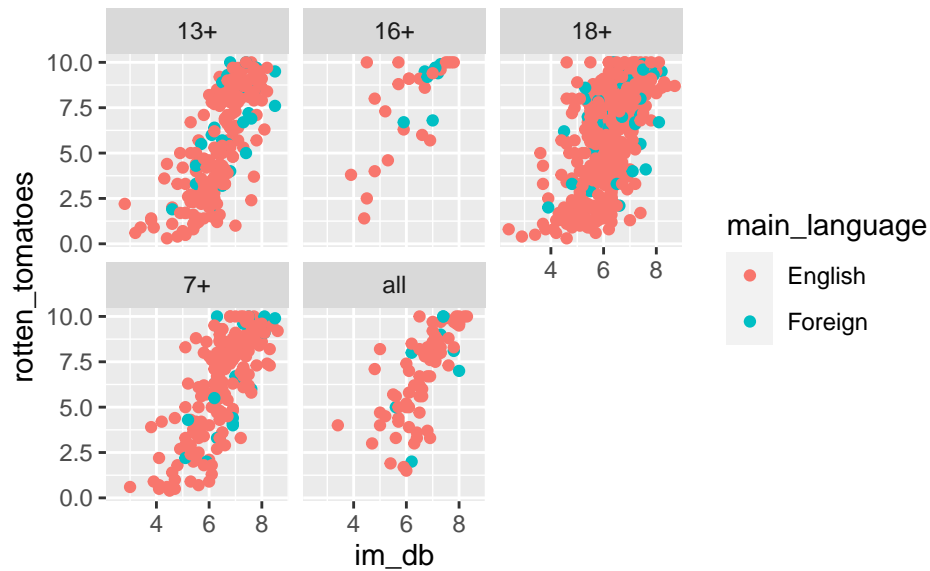 13+ 16+ 18+
10.0
7.5
5.0
2.5
0.0
4 6 8
7+ all
10.0
7.5
5.0
2.5
0.0
4 6 8 4 6 8
im_db
rotten_tomatoes
main_language
English
Foreign